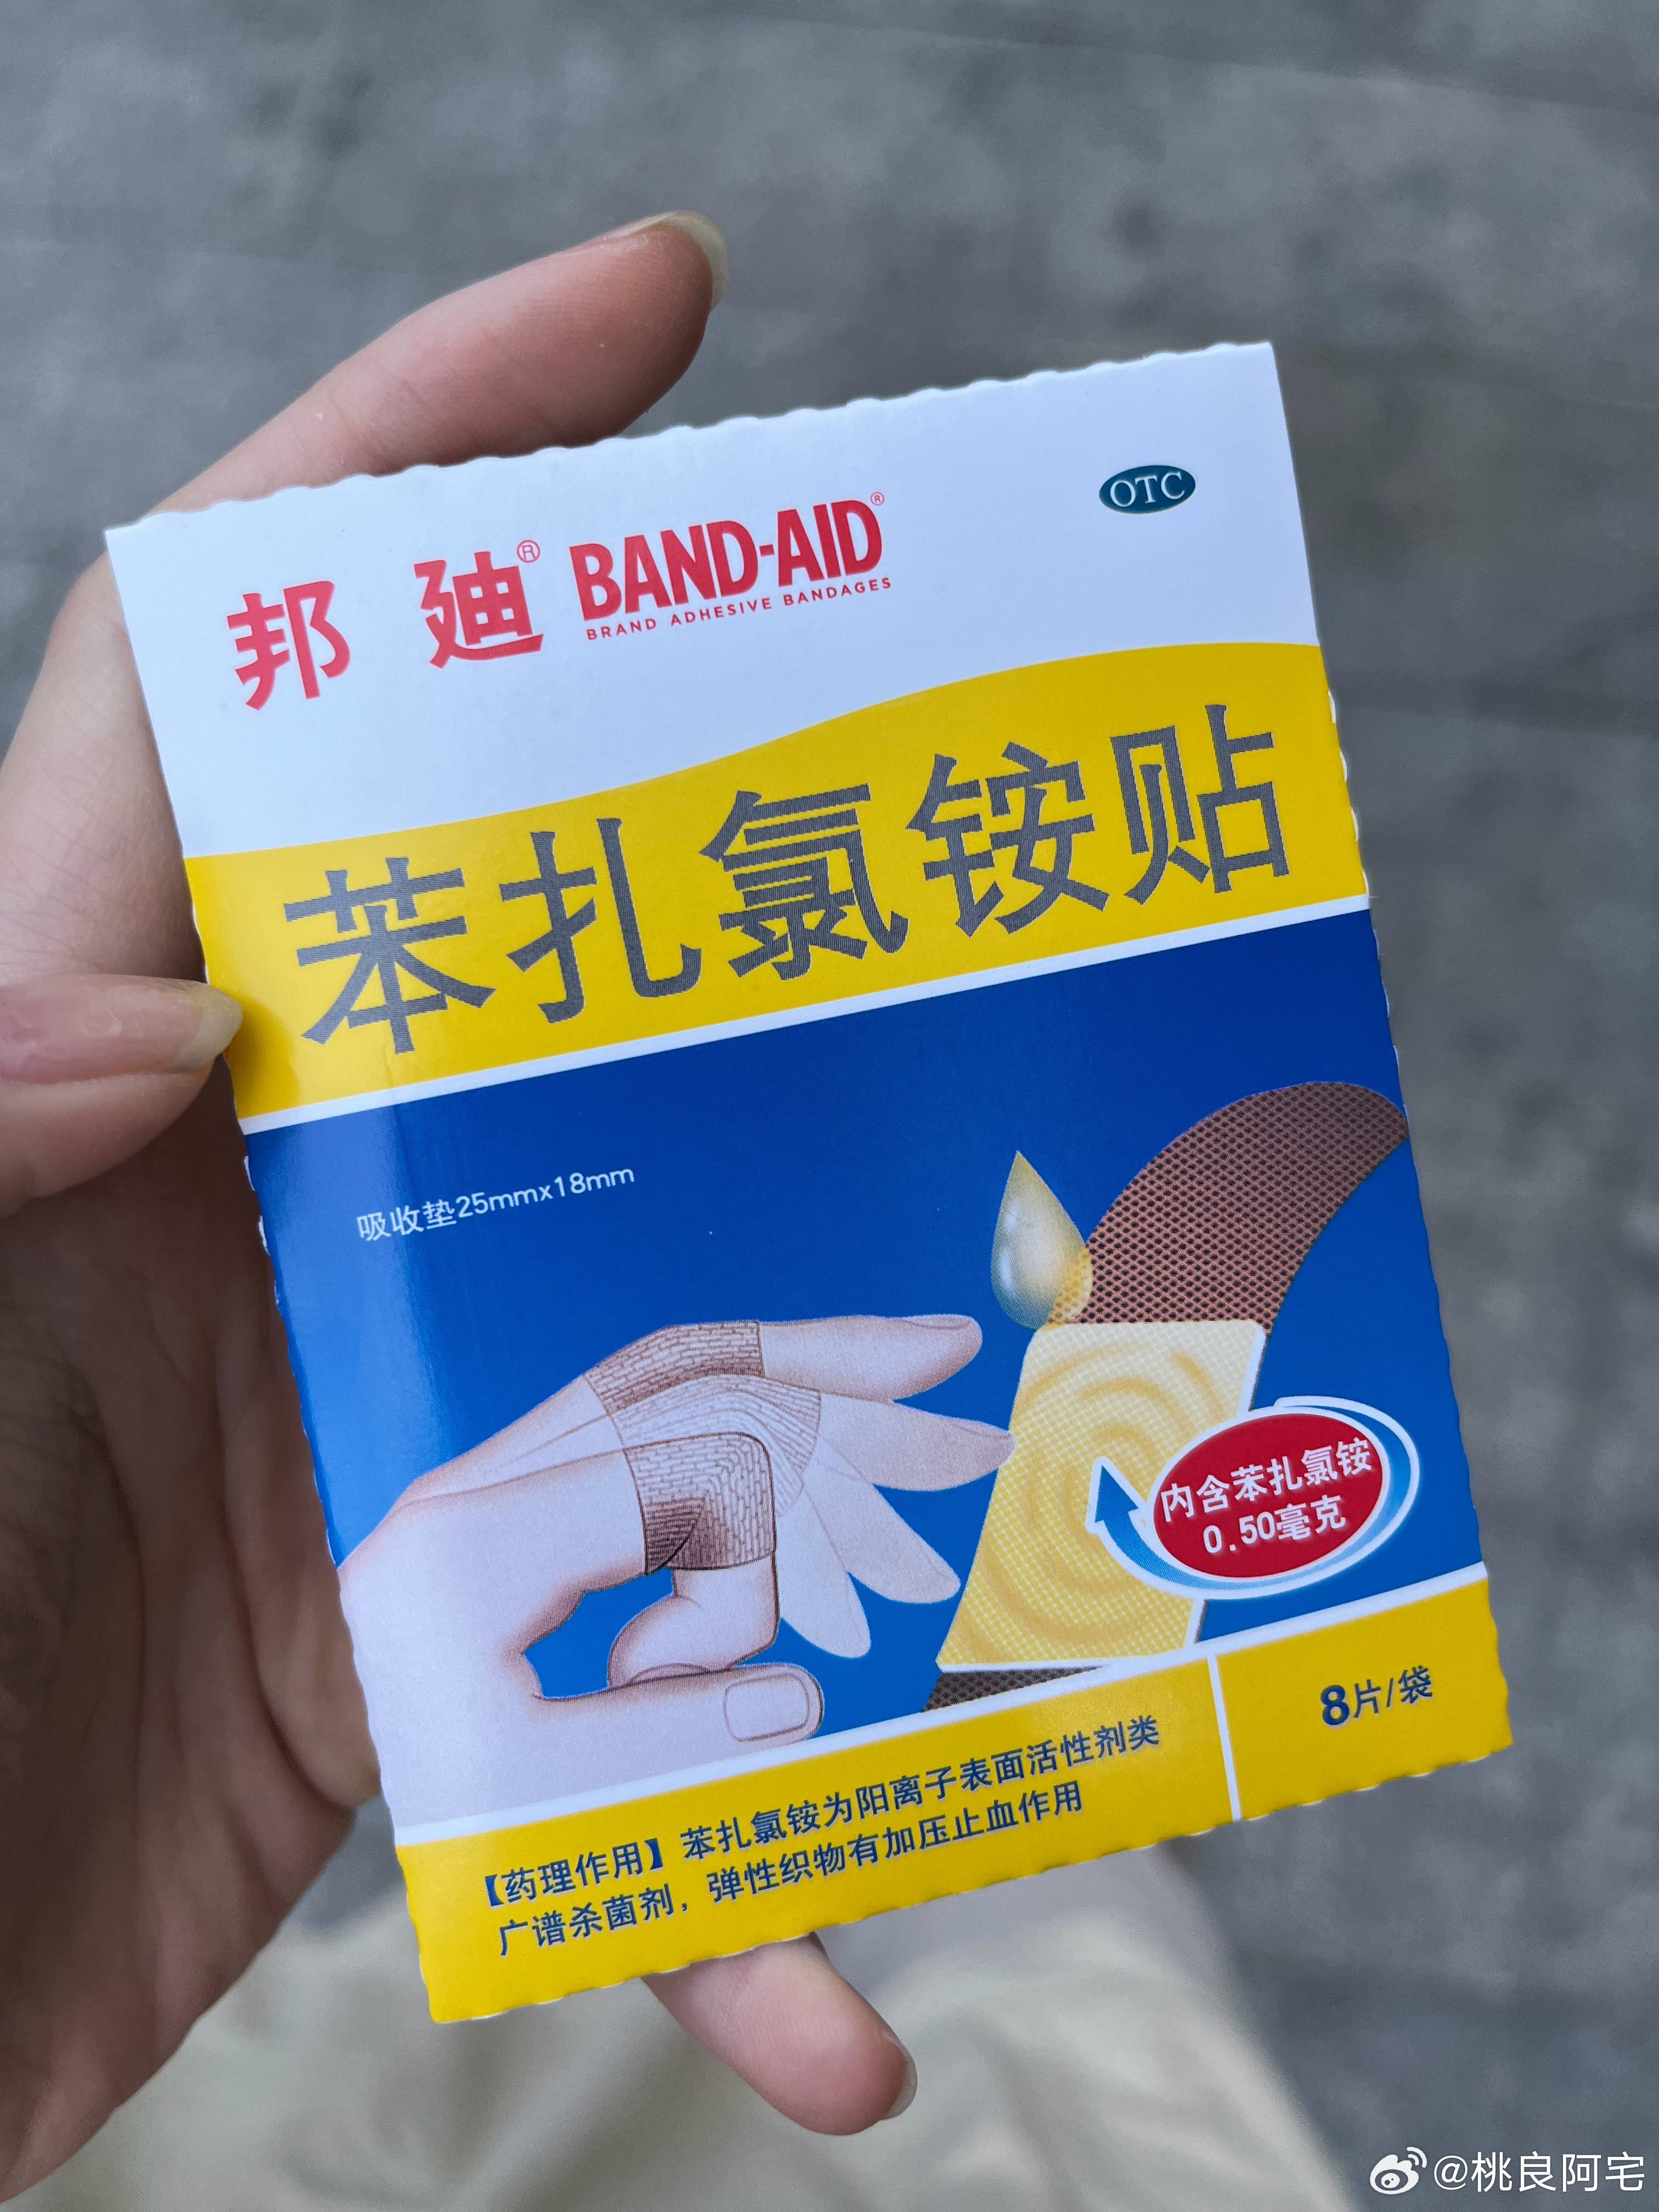 邦廸® BAND-AID®
BRAND ADHESIVE BANDAGES
OTC
苯扎氯铵贴
吸收垫25mmx18mm
内含苯扎氯铵
0.50毫克
8片/袋
【药理作用】苯扎氯铵为阳离子表面活性剂类
广谱杀菌剂，弹性织物有加压止血作用
@桃良阿宅